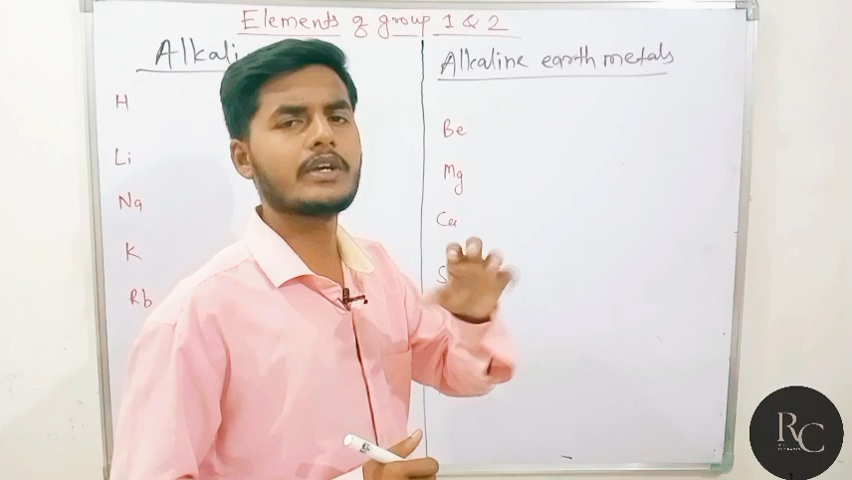 Elements of group 1 & 2
Alkali
Alkaline earth metals
H
Li
Na
K
Rb
Be
Mg
Ca
S
RC